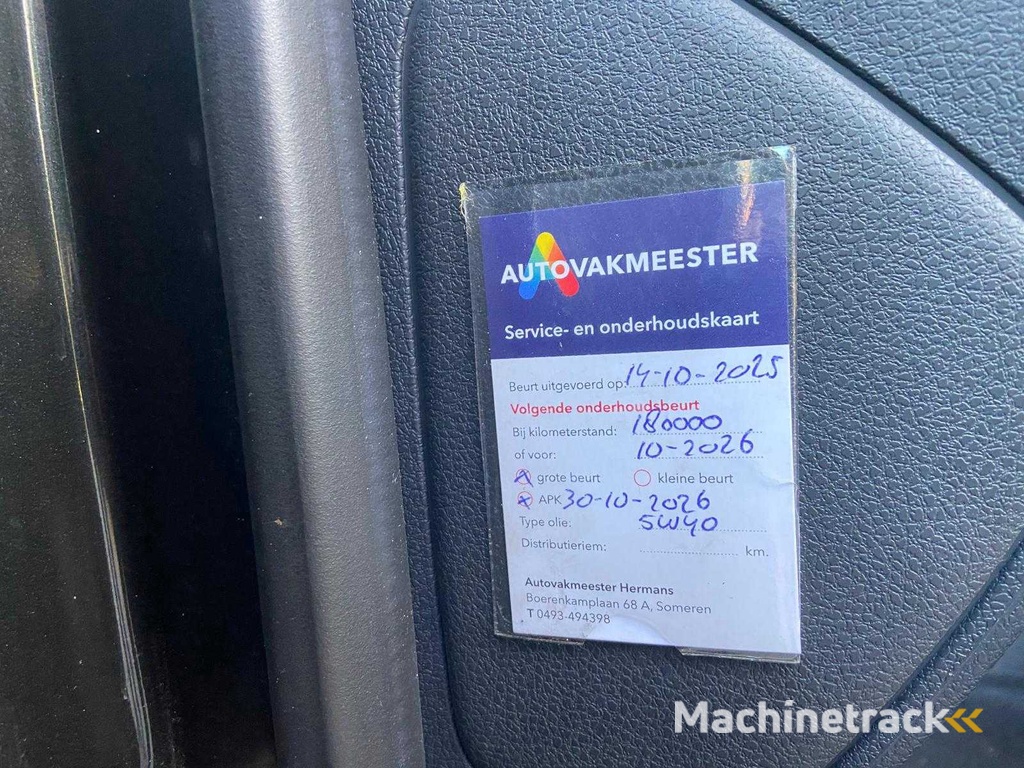 AUTOVAKMEESTER
Service- en onderhoudskaart
Beurt uitgevoerd op: 14-10-2025
Volgende onderhoudsbeurt
Bij kilometerstand: 180000
of voor: 10-2026
grote beurt kleine beurt
APK 30-10-2026
Type olie: 5W40
Distributieriem: km.
Autovakmeester Hermans
Boerenkamplaan 68 A, Someren
T 0493-494398
Machinetrack